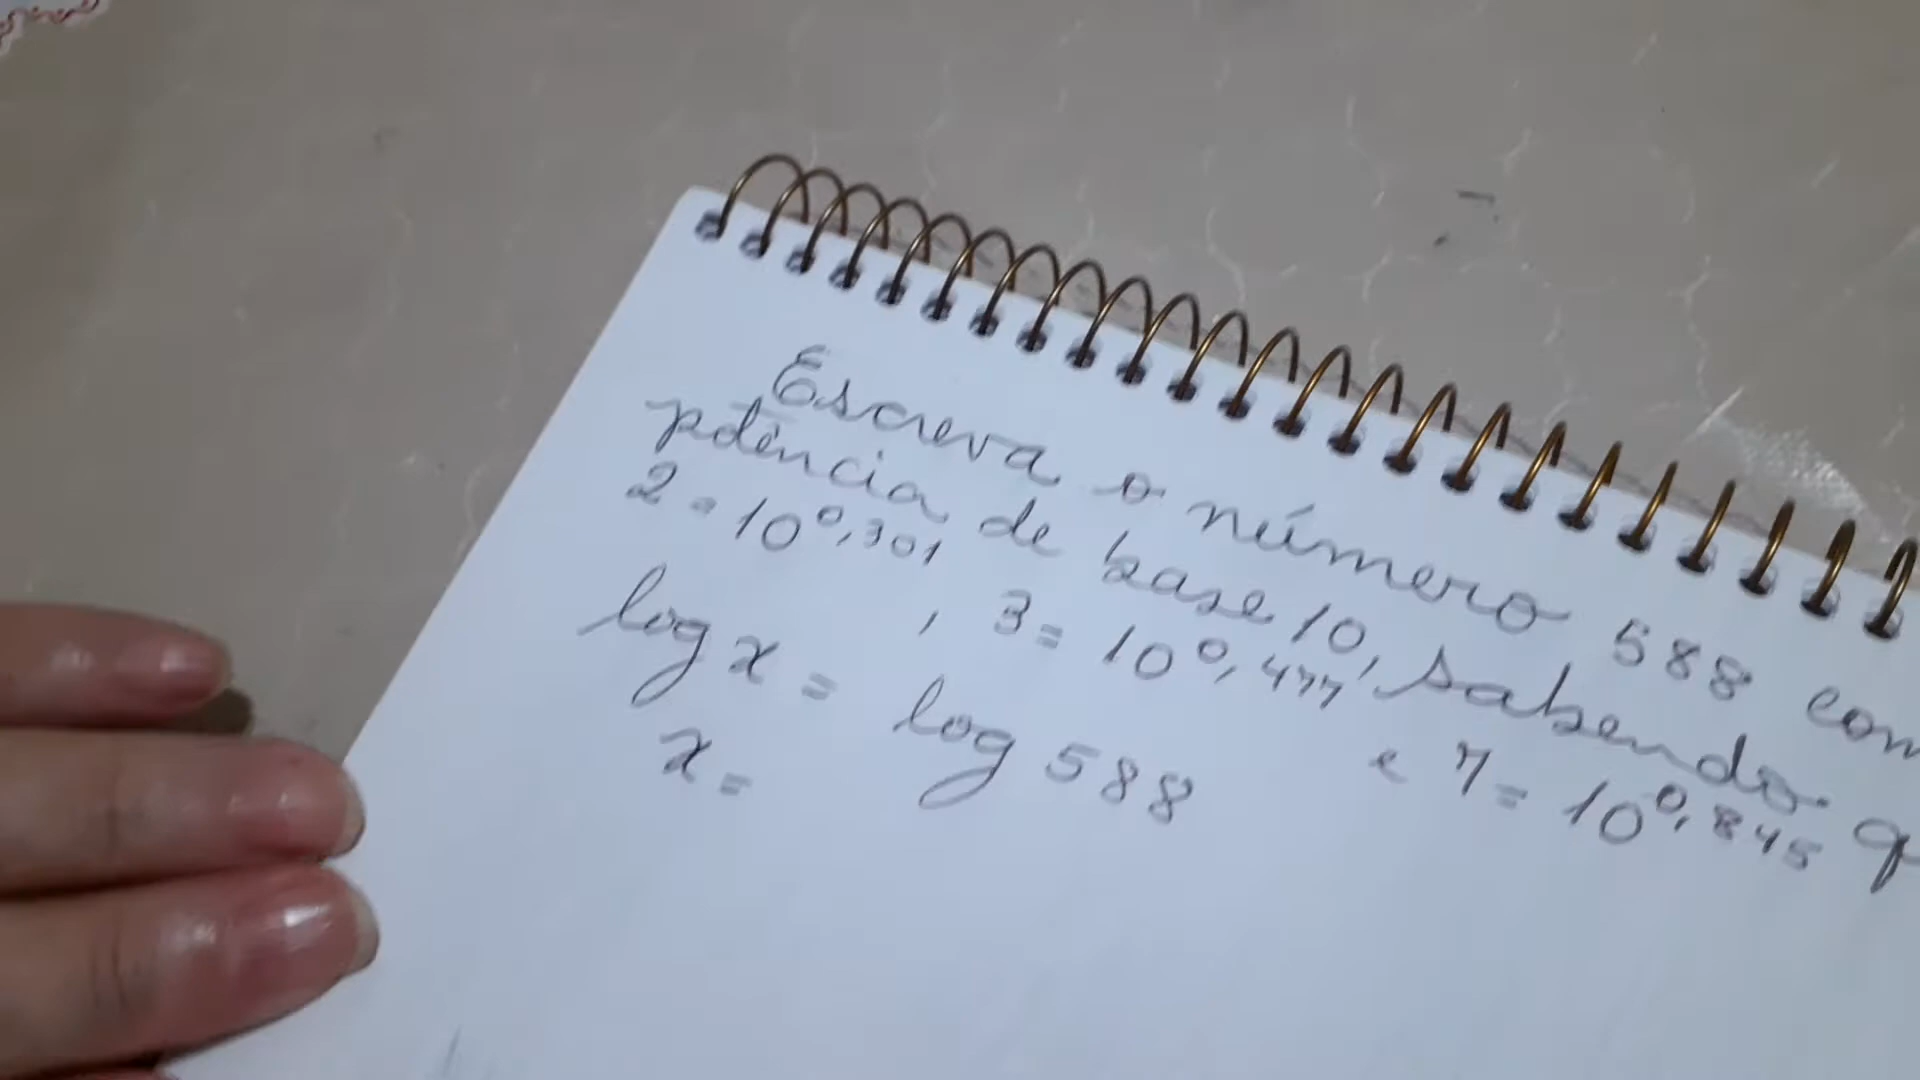 Escreva o número 588 com
potência de base 10, sabendo q
2 = 10^0,301, 3 = 10^0,477 e 7 = 10^0,845
log x = log 588
x =